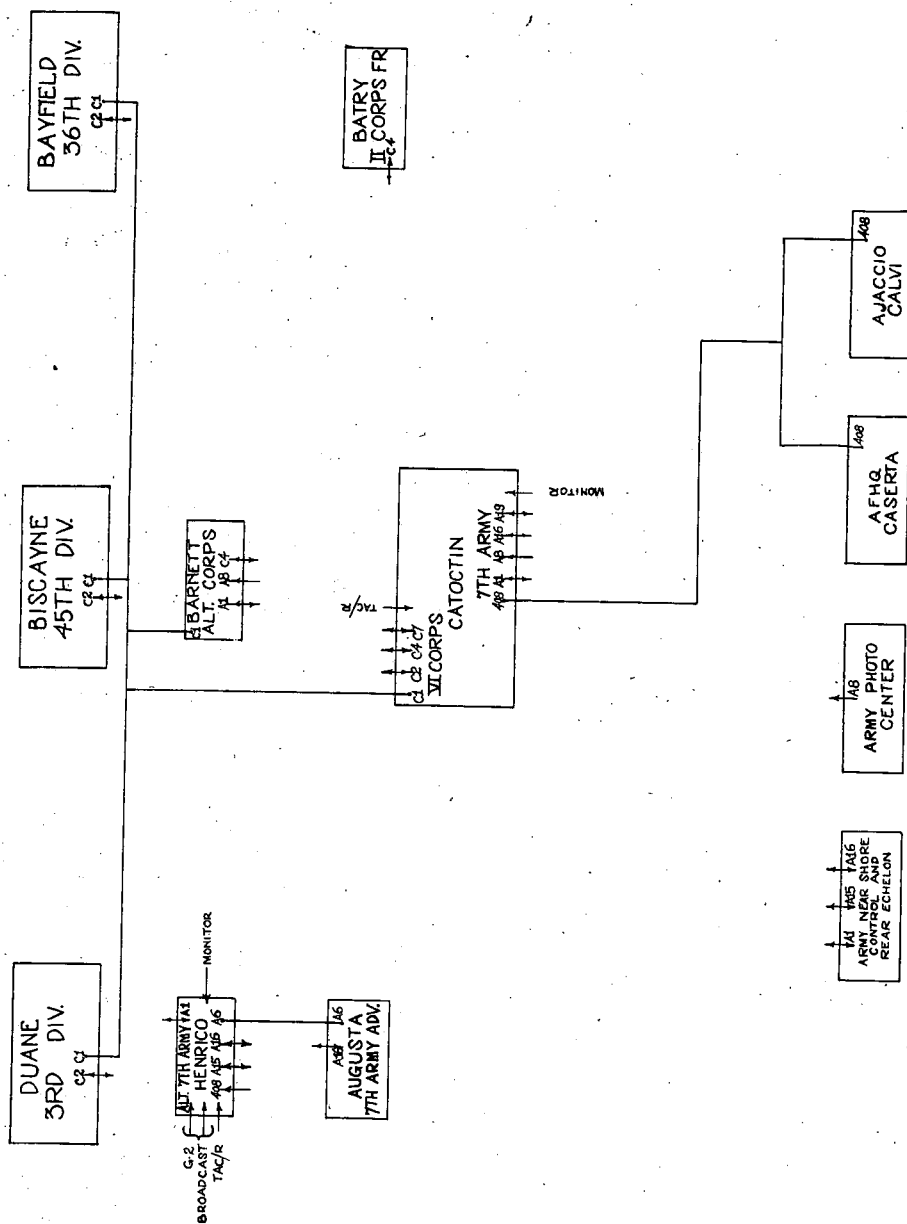 DUANE
3RD DIV.
C2 C1
BISCAYNE
45TH DIV.
C2 C1
BAYFIELD
36TH DIV.
C2 C1
ALT. 7TH ARMY A1
HENRICO
408 A15 A16 A6
MONITOR
G-2
BROADCAST
TAC/R
C1 BARNETT
ALT. CORPS
A1 A8 C4
BATRY
II CORPS FR
C4
A6
AUGUSTA
7TH ARMY ADV.
TAC/R
C1 C2 C4 C7
VI CORPS
CATOCTIN
7TH ARMY
408 A1 A8 A16 A19
MONITOR
A1 A15 A16
ARMY NEAR SHORE
CONTROL AND
REAR ECHELON
A8
ARMY PHOTO
CENTER
408
AFHQ
CASERTA
408
AJACCIO
CALVI